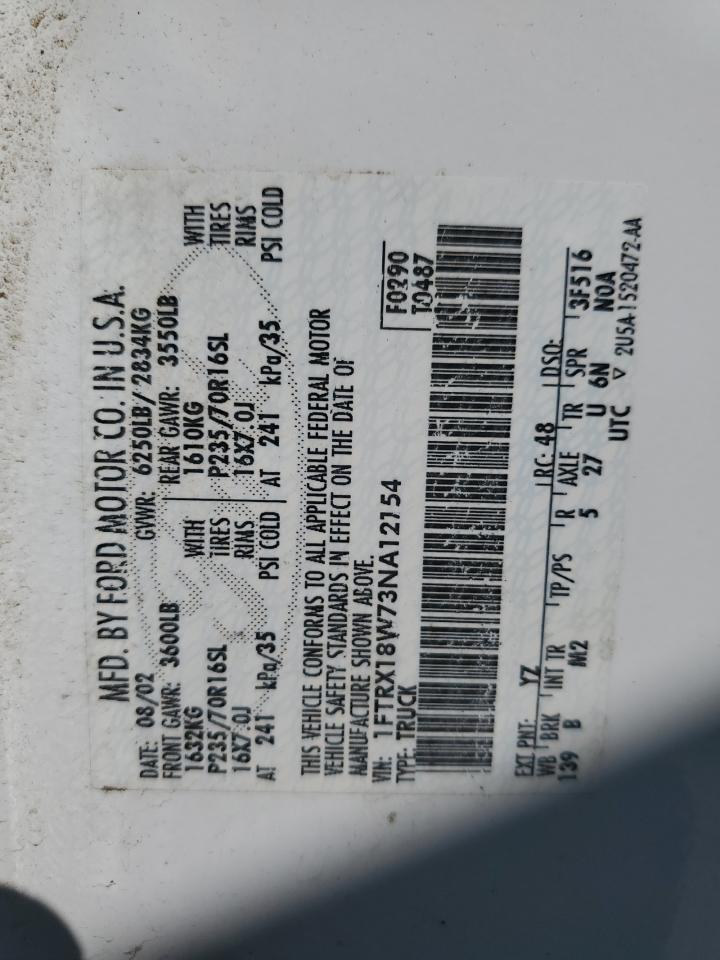 MFD. BY FORD MOTOR CO. IN U.S.A.
DATE: 08/02 GVWR: 6250LB/ 2834KG
FRONT GAWR: 3600LB REAR GAWR: 3550LB
1632KG WITH 1610KG WITH
P235/70R16SL TIRES P235/70R16SL TIRES
16X7.0J RIMS 16X7.0J RIMS
AT 241 kPa/35 PSI COLD AT 241 kPa/35 PSI COLD
THIS VEHICLE CONFORMS TO ALL APPLICABLE FEDERAL MOTOR
VEHICLE SAFETY STANDARDS IN EFFECT ON THE DATE OF
MANUFACTURE SHOWN ABOVE.
VIN: 1FTRX18W73NA12154 F0290
TYPE: TRUCK T0487
EXT PNT: YZ RC: 48 DSO:
WB BRK INT TR TP/PS R AXLE TR SPR 3F516
139 B M2 5 27 U 6N N0A
UTC ▽ 2U5A-1520472-AA